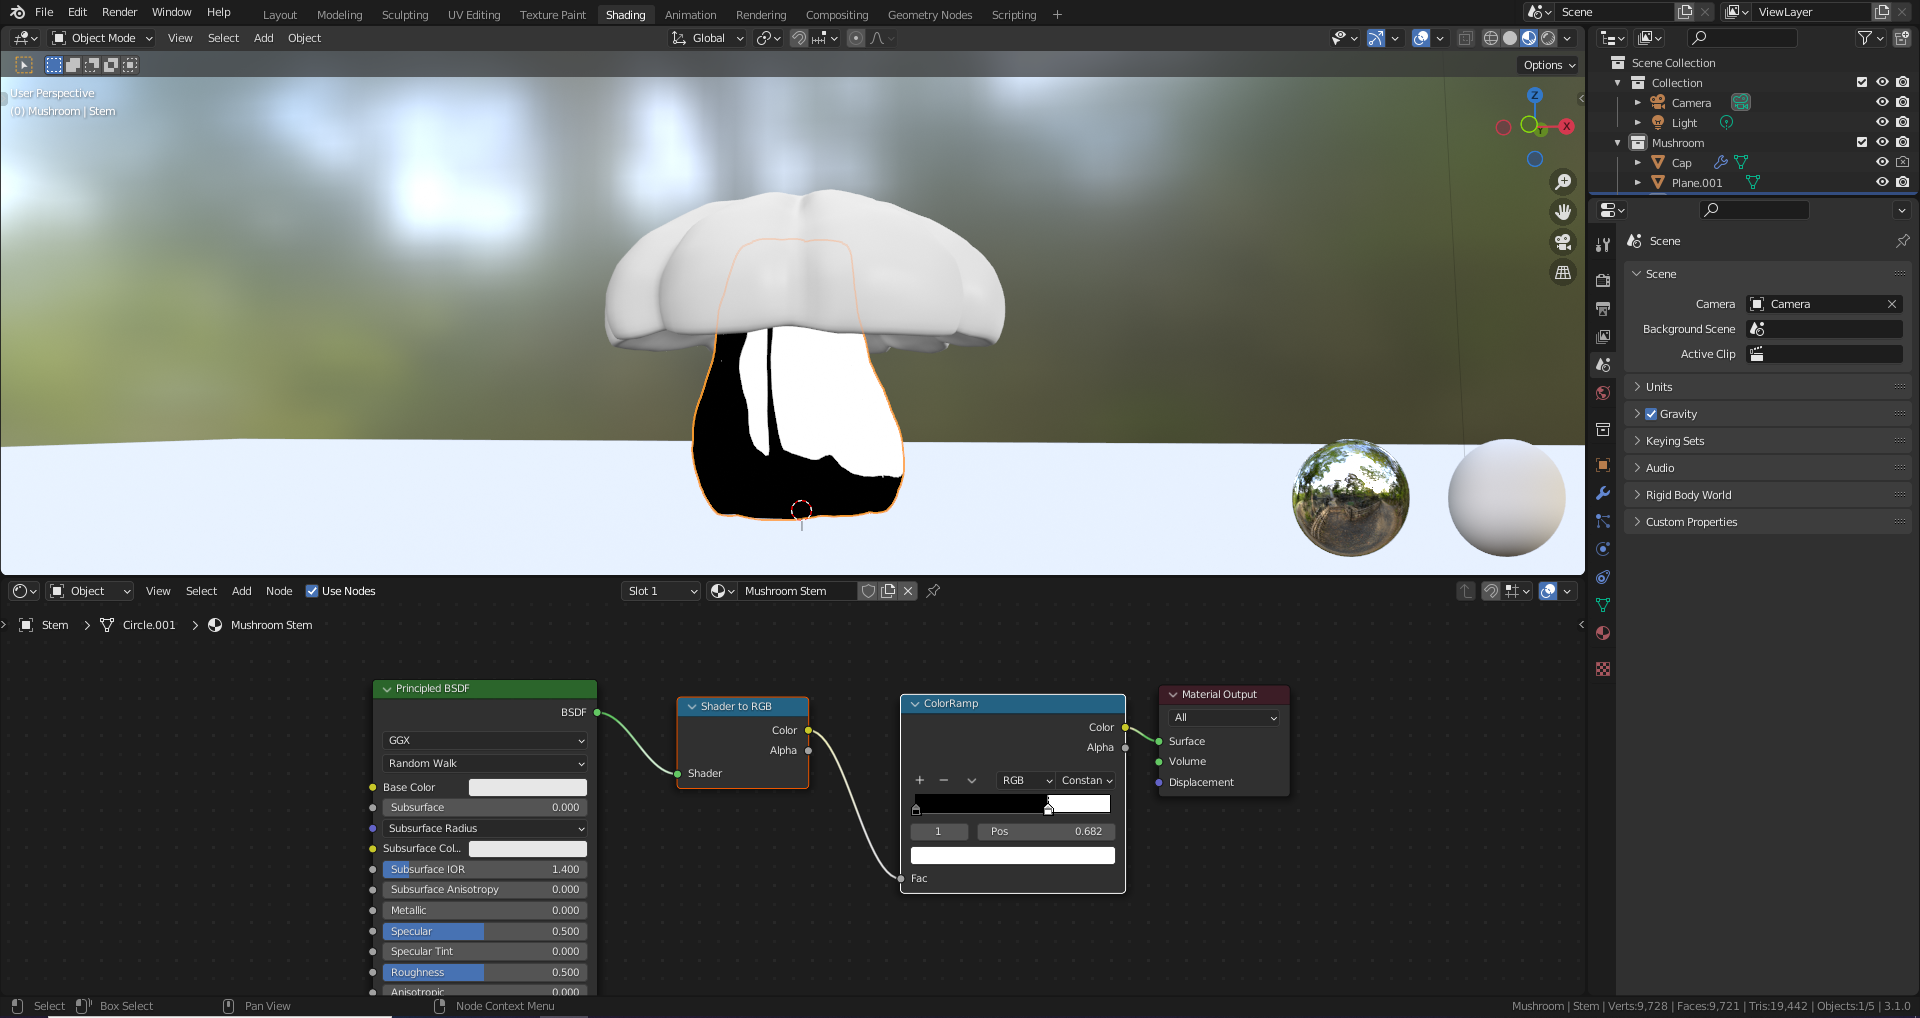 File Edit Render Window Help Layout Modeling Sculpting UV Editing Texture Paint Shading Animation Rendering Compositing Geometry Nodes Scripting + Scene ViewLayer
Object Mode View Select Add Object Global
Options
User Perspective
(0) Mushroom | Stem
Z
Y
X
Scene Collection
Collection
Camera
Light
Mushroom
Cap
Plane.001
Scene
Scene
Camera Camera
Background Scene
Active Clip
Units
Gravity
Keying Sets
Audio
Rigid Body World
Custom Properties
Object View Select Add Node Use Nodes Slot 1 Mushroom Stem
Stem > Circle.001 > Mushroom Stem
Principled BSDF
BSDF
GGX
Random Walk
Base Color
Subsurface 0.000
Subsurface Radius
Subsurface Col...
Subsurface IOR 1.400
Subsurface Anisotropy 0.000
Metallic 0.000
Specular 0.500
Specular Tint 0.000
Roughness 0.500
Anisotropic 0.000
Shader to RGB
Color
Alpha
Shader
ColorRamp
Color
Alpha
+ − RGB Constan
1 Pos 0.682
Fac
Material Output
All
Surface
Volume
Displacement
Select Box Select Pan View Node Context Menu Mushroom | Stem | Verts:9,728 | Faces:9,721 | Tris:19,442 | Objects:1/5 | 3.1.0